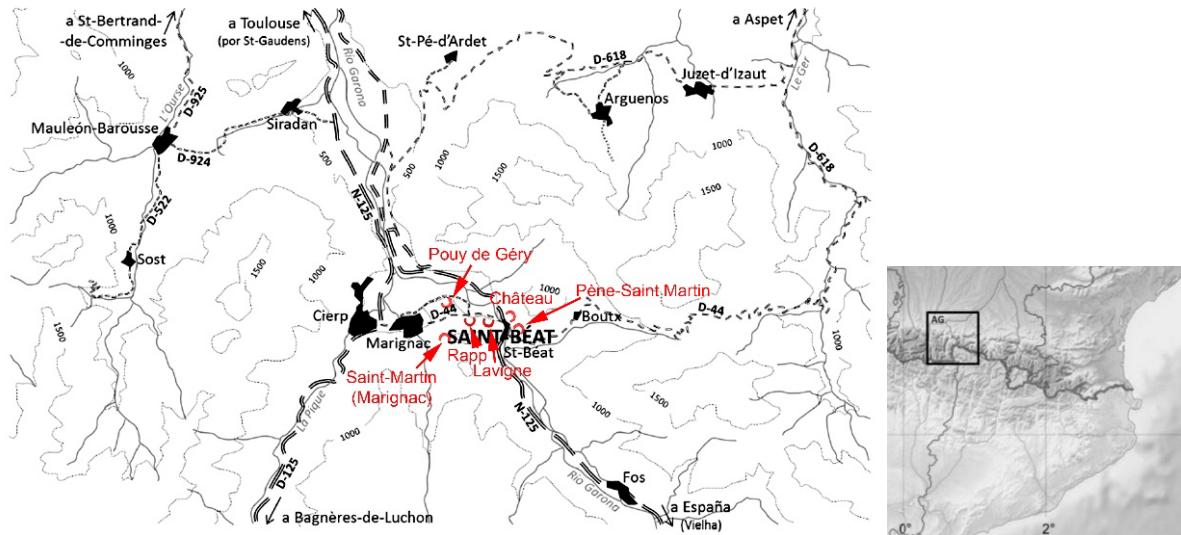 a St-Bertrand-
-de-Comminges
a Toulouse
(por St-Gaudens)
St-Pé-d'Ardet
a Aspet
1000
L'Ourse
D-925
Rio Garona
D-618
Juzet-d'Izaut
Le Ger
Mauleón-Barousse
Siradan
Arguenos
D-924
500
1000
1500
500
1000
1500
D-618
1000
N-125
D-522
1000
Sost
1500
1000
Pouy de Géry
Château
1000
Pène-Saint Martin
Cierp
D-44
Boutx
D-44
1500
Marignac
SAINT-BÉAT
St-Béat
Rapp
Lavigne
Saint-Martin
(Marignac)
1500
La Pique
1000
N-125
1000
1500
D-125
Rio Garona
Fos
a Bagnères-de-Luchon
a España
(Vielha)
AG
0°
2°